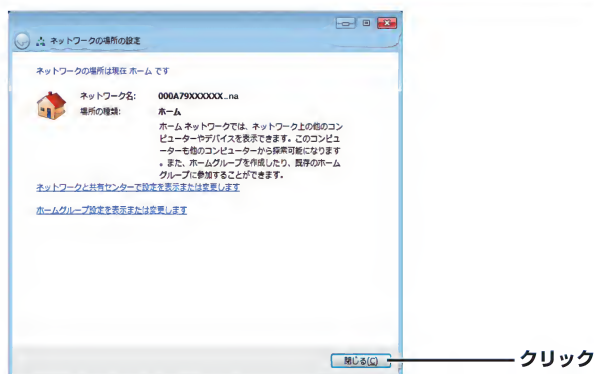 ネットワークの場所の設定
ネットワークの場所は現在 ホーム です
ネットワーク名: 000A79XXXXXX_na
場所の種類: ホーム
ホーム ネットワークでは、ネットワーク上の他のコン
ピューターやデバイスを表示できます。このコンピュ
ーターも他のコンピューターから探索可能になります
。また、ホームグループを作成したり、既存のホーム
グループに参加することができます。
ネットワークと共有センターで設定を表示または変更します
ホームグループ設定を表示または変更します
閉じる(C)
クリック